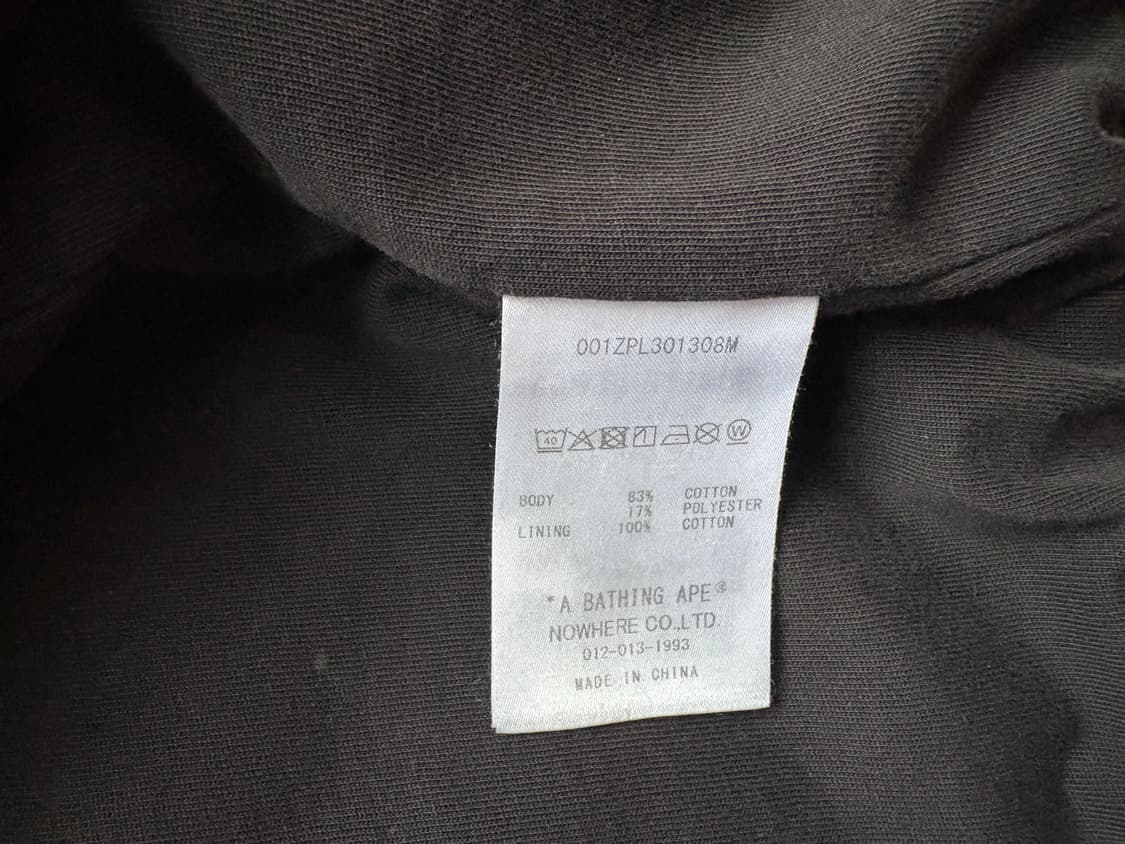 001ZPL301308M
40 W
BODY 83% COTTON
17% POLYESTER
LINING 100% COTTON
*A BATHING APE®
NOWHERE CO.,LTD.
012-013-1993
MADE IN CHINA